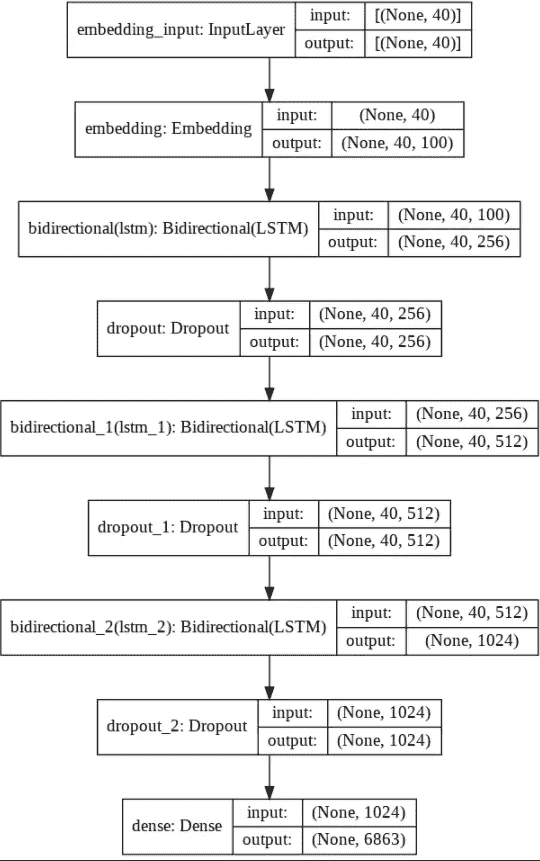 embedding_input: InputLayer
input: [(None, 40)]
output: [(None, 40)]
embedding: Embedding
input: (None, 40)
output: (None, 40, 100)
bidirectional(lstm): Bidirectional(LSTM)
input: (None, 40, 100)
output: (None, 40, 256)
dropout: Dropout
input: (None, 40, 256)
output: (None, 40, 256)
bidirectional_1(lstm_1): Bidirectional(LSTM)
input: (None, 40, 256)
output: (None, 40, 512)
dropout_1: Dropout
input: (None, 40, 512)
output: (None, 40, 512)
bidirectional_2(lstm_2): Bidirectional(LSTM)
input: (None, 40, 512)
output: (None, 1024)
dropout_2: Dropout
input: (None, 1024)
output: (None, 1024)
dense: Dense
input: (None, 1024)
output: (None, 6863)